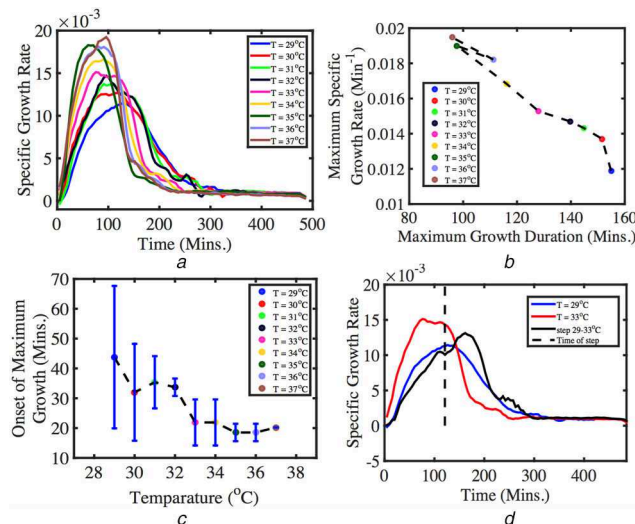 20 × 10⁻³
15
10
5
0
Specific Growth Rate
0 100 200 300 400 500
Time (Mins.)
T = 29°C
T = 30°C
T = 31°C
T = 32°C
T = 33°C
T = 34°C
T = 35°C
T = 36°C
T = 37°C
a
0.02
0.018
0.016
0.014
0.012
0.01
Maximum Specific
Growth Rate (Min⁻¹)
80 100 120 140 160
Maximum Growth Duration (Mins.)
T = 29°C
T = 30°C
T = 31°C
T = 32°C
T = 33°C
T = 34°C
T = 35°C
T = 36°C
T = 37°C
b
70
60
50
40
30
20
10
Onset of Maximum
Growth (Mins.)
28 30 32 34 36 38
Temparature (°C)
T = 29°C
T = 30°C
T = 31°C
T = 32°C
T = 33°C
T = 34°C
T = 35°C
T = 36°C
T = 37°C
c
20 × 10⁻³
15
10
5
0
-5
Specific Growth Rate
0 100 200 300 400
Time (Mins.)
T = 29°C
T = 33°C
step 29-33°C
Time of step
d